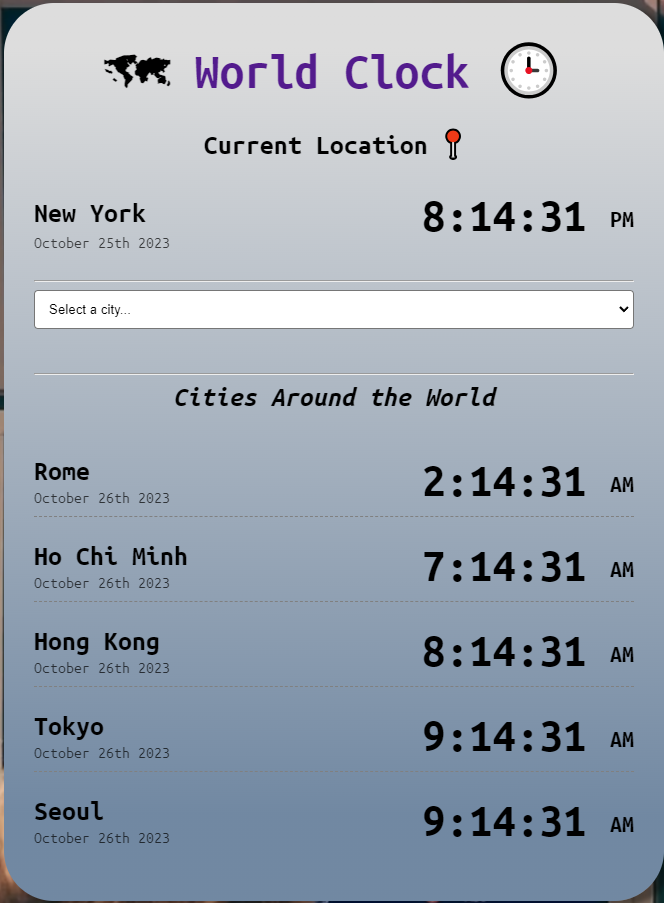 World Clock
Current Location
New York 8:14:31 PM
October 25th 2023
Select a city...
Cities Around the World
Rome 2:14:31 AM
October 26th 2023
Ho Chi Minh 7:14:31 AM
October 26th 2023
Hong Kong 8:14:31 AM
October 26th 2023
Tokyo 9:14:31 AM
October 26th 2023
Seoul 9:14:31 AM
October 26th 2023